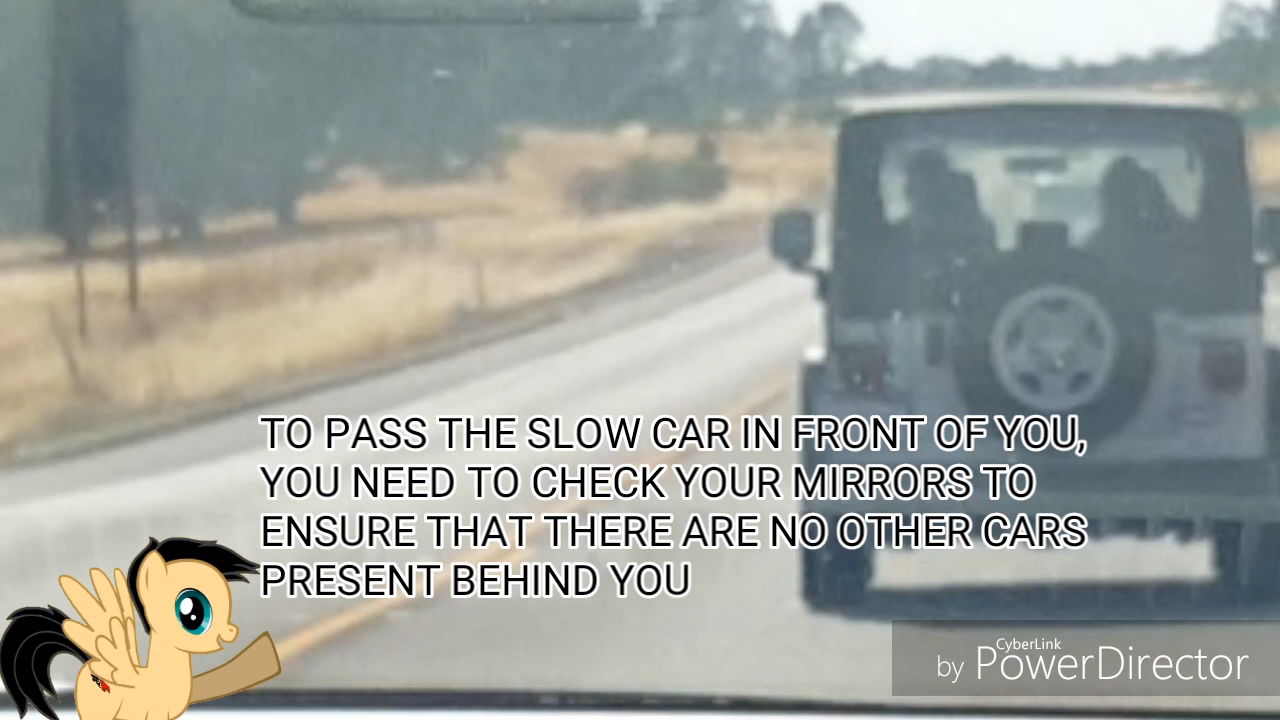 TO PASS THE SLOW CAR IN FRONT OF YOU,
YOU NEED TO CHECK YOUR MIRRORS TO
ENSURE THAT THERE ARE NO OTHER CARS
PRESENT BEHIND YOU
by CyberLink PowerDirector